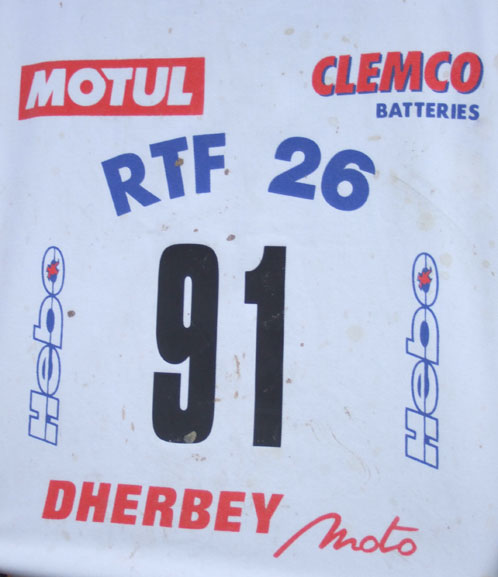 MOTUL
CLEMCO
BATTERIES
RTF 26
91
Hebo
Hebo
DHERBEY moto